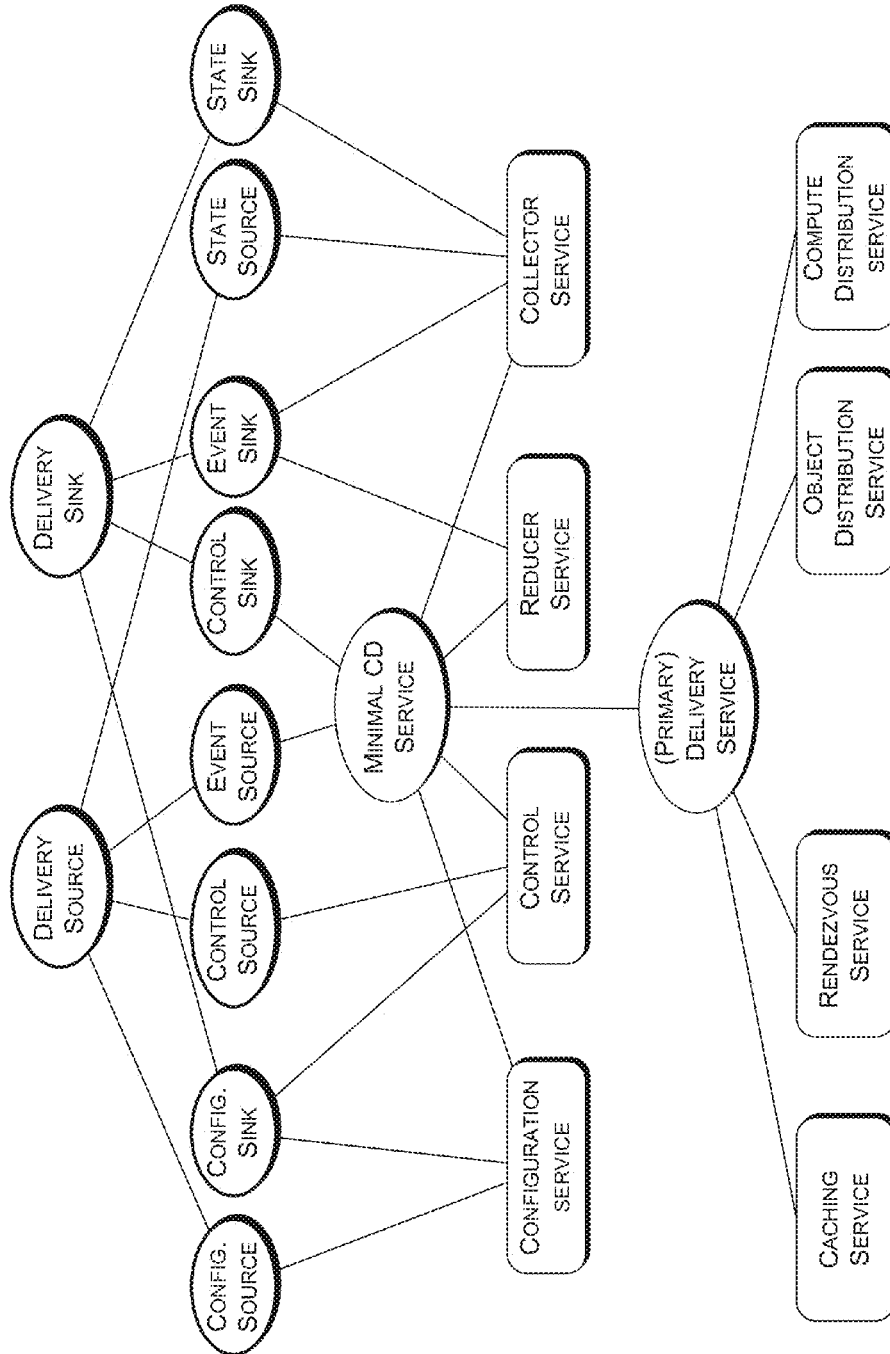 DELIVERY
SOURCE
DELIVERY
SINK
CONFIG.
SOURCE
CONFIG.
SINK
CONTROL
SOURCE
EVENT
SOURCE
CONTROL
SINK
EVENT
SINK
STATE
SOURCE
STATE
SINK
MINIMAL CD
SERVICE
CONFIGURATION
SERVICE
CONTROL
SERVICE
REDUCER
SERVICE
COLLECTOR
SERVICE
(PRIMARY)
DELIVERY
SERVICE
CACHING
SERVICE
RENDEZVOUS
SERVICE
OBJECT
DISTRIBUTION
SERVICE
COMPUTE
DISTRIBUTION
SERVICE